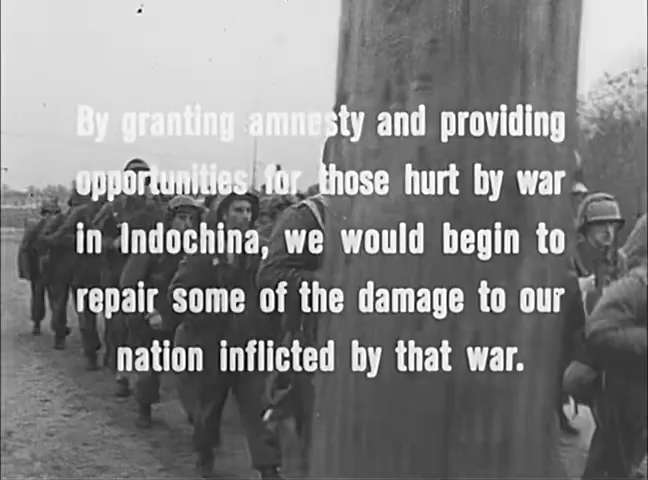 By granting amnesty and providing
opportunities for those hurt by war
in Indochina, we would begin to
repair some of the damage to our
nation inflicted by that war.